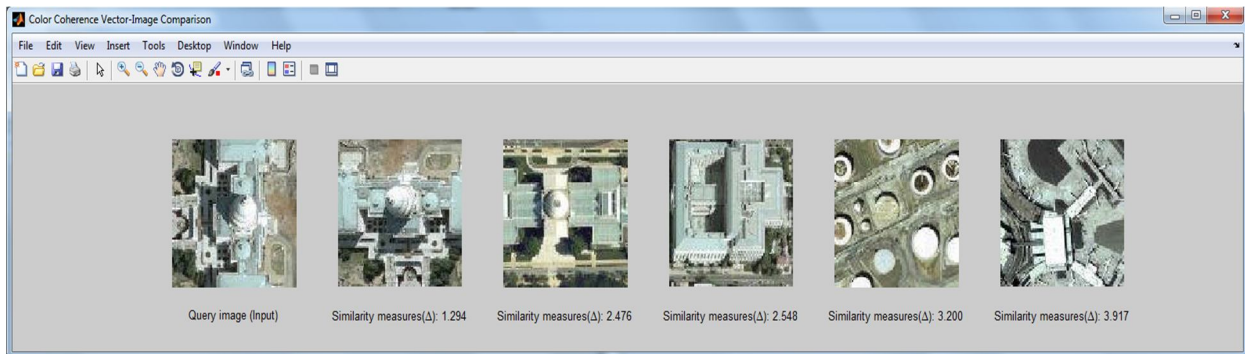 Color Coherence Vector-Image Comparison
File Edit View Insert Tools Desktop Window Help
Query image (Input) Similarity measures(Δ): 1.294 Similarity measures(Δ): 2.476 Similarity measures(Δ): 2.548 Similarity measures(Δ): 3.200 Similarity measures(Δ): 3.917